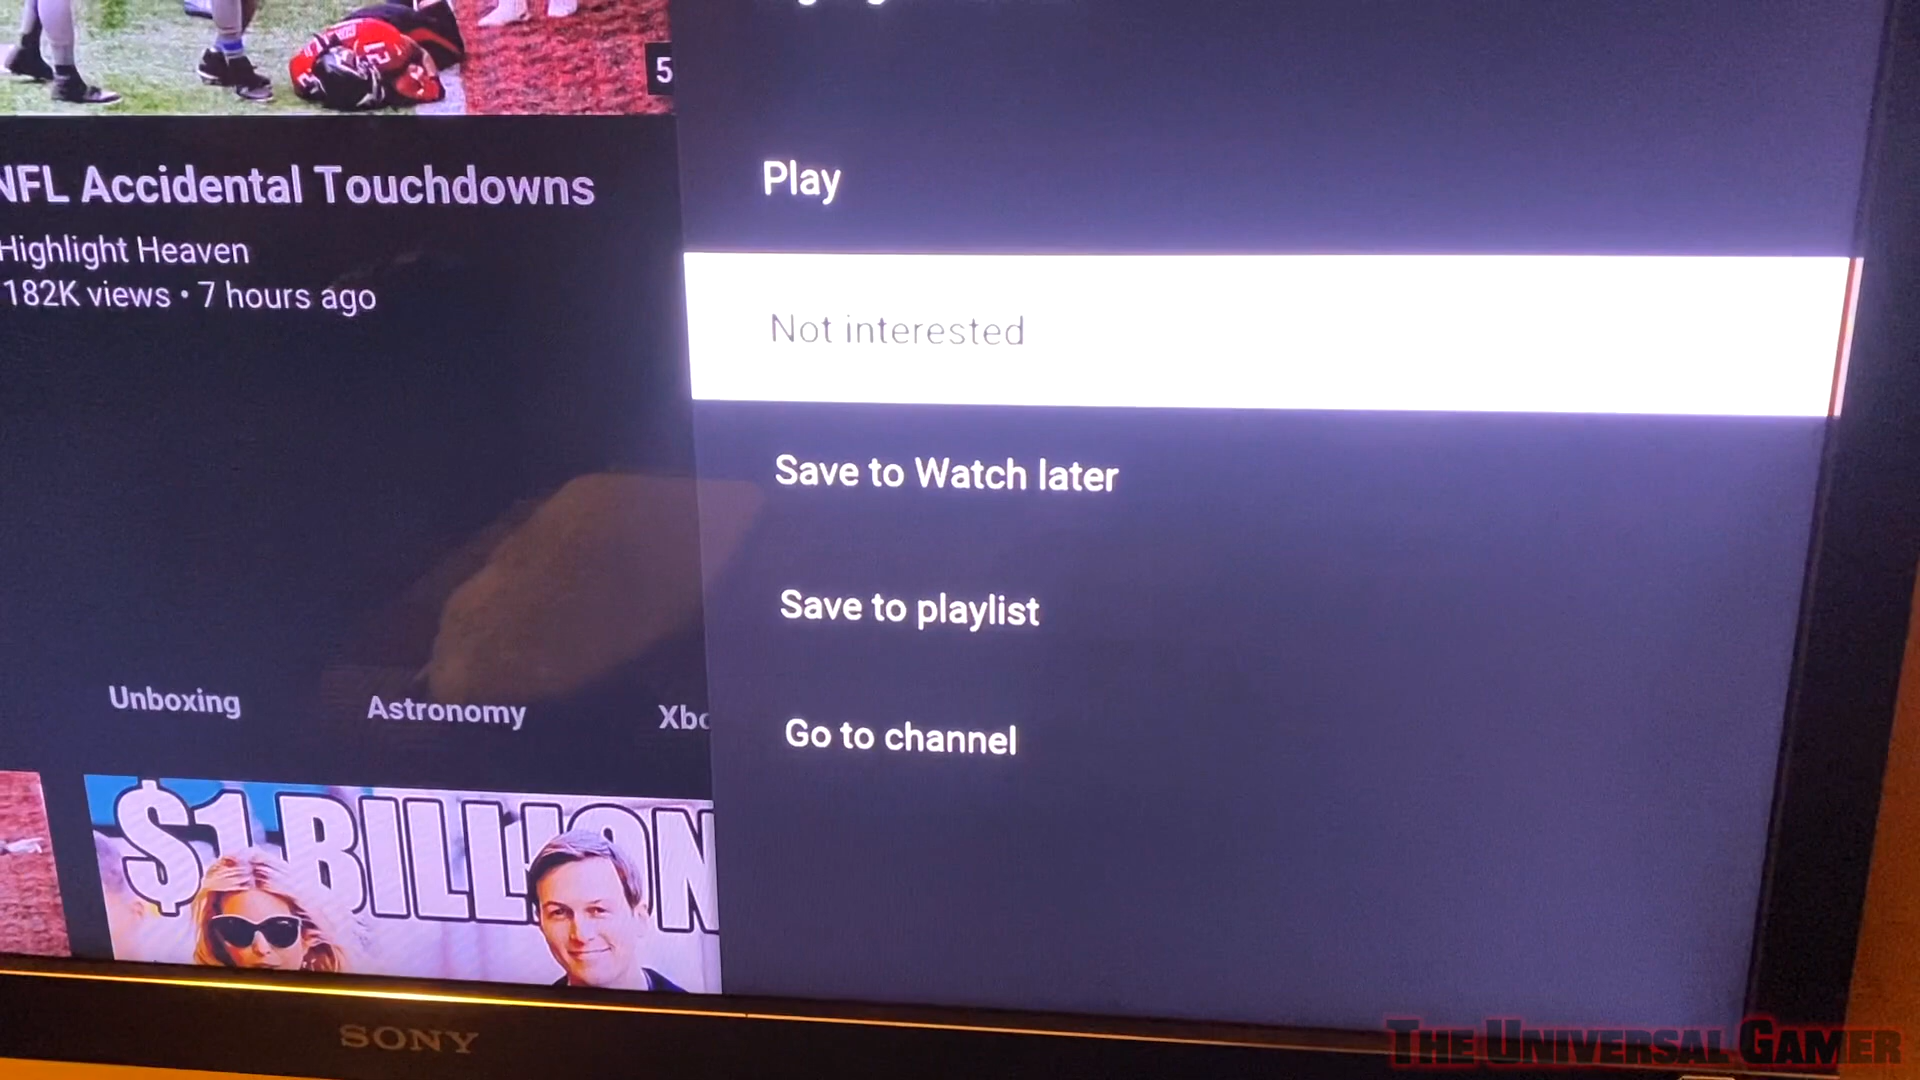 5
NFL Accidental Touchdowns
Highlight Heaven
182K views • 7 hours ago
Play
Not interested
Save to Watch later
Save to playlist
Go to channel
Unboxing
Astronomy
Xbo
$1 BILLION
SONY
THE UNIVERSAL GAMER